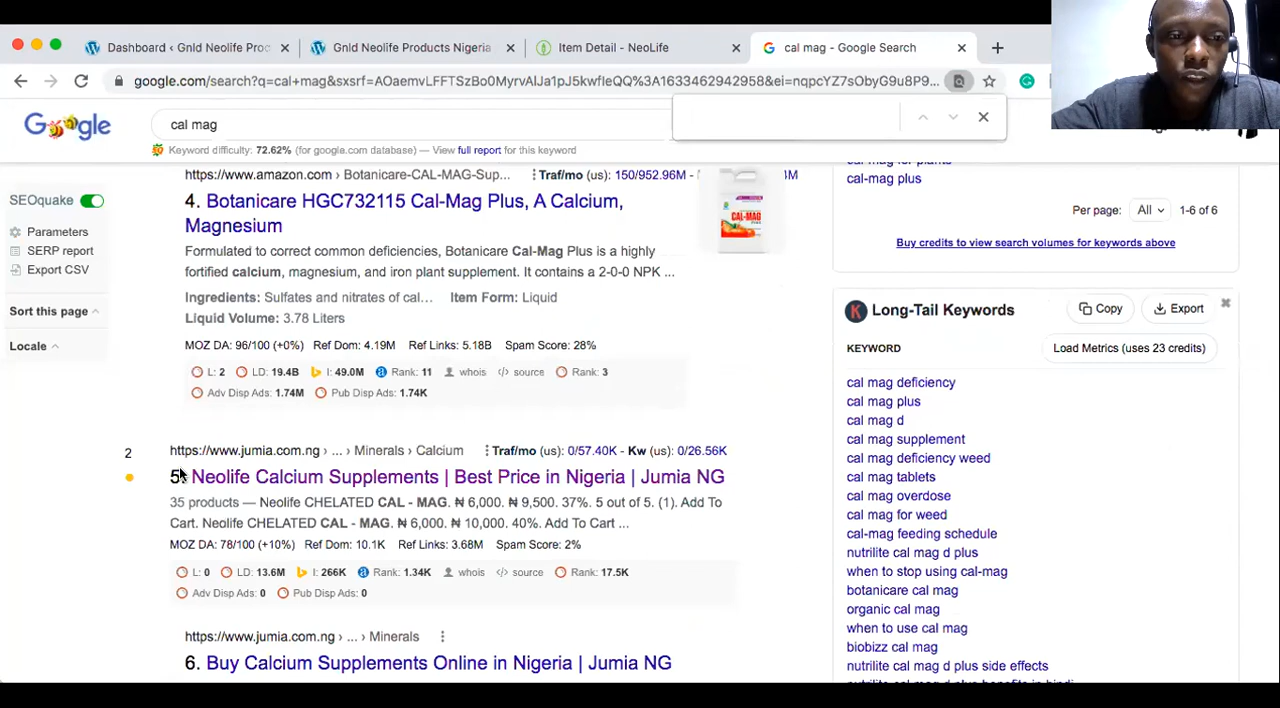 Dashboard ‹ Gnld Neolife Proc
Gnld Neolife Products Nigeria
Item Detail - NeoLife
cal mag - Google Search
google.com/search?q=cal+mag&sxsrf=AOaemvLFFTSzBo0MyrvAlJa1pJ5kwfIeQQ%3A1633462942958&ei=nqpcYZ7sObyG9u8P9...
Google
cal mag
Keyword difficulty: 72.62% (for google.com database) — View full report for this keyword
SEOquake
Parameters
SERP report
Export CSV
Sort this page
Locale
https://www.amazon.com › Botanicare-CAL-MAG-Sup...
Traf/mo (us): 150/952.96M -
4. Botanicare HGC732115 Cal-Mag Plus, A Calcium,
Magnesium
Formulated to correct common deficiencies, Botanicare Cal-Mag Plus is a highly
fortified calcium, magnesium, and iron plant supplement. It contains a 2-0-0 NPK ...
Ingredients: Sulfates and nitrates of cal... Item Form: Liquid
Liquid Volume: 3.78 Liters
MOZ DA: 96/100 (+0%) Ref Dom: 4.19M Ref Links: 5.18B Spam Score: 28%
L: 2 LD: 19.4B I: 49.0M Rank: 11 whois source Rank: 3
Adv Disp Ads: 1.74M Pub Disp Ads: 1.74K
CAL-MAG
2
https://www.jumia.com.ng › ... › Minerals › Calcium
Traf/mo (us): 0/57.40K - Kw (us): 0/26.56K
5. Neolife Calcium Supplements | Best Price in Nigeria | Jumia NG
35 products — Neolife CHELATED CAL - MAG. ₦ 6,000. ₦ 9,500. 37%. 5 out of 5. (1). Add To
Cart. Neolife CHELATED CAL - MAG. ₦ 6,000. ₦ 10,000. 40%. Add To Cart ...
MOZ DA: 78/100 (+10%) Ref Dom: 10.1K Ref Links: 3.68M Spam Score: 2%
L: 0 LD: 13.6M I: 266K Rank: 1.34K whois source Rank: 17.5K
Adv Disp Ads: 0 Pub Disp Ads: 0
https://www.jumia.com.ng › ... › Minerals
6. Buy Calcium Supplements Online in Nigeria | Jumia NG
cal mag for plants
cal-mag plus
Per page: All 1-6 of 6
Buy credits to view search volumes for keywords above
K Long-Tail Keywords
Copy
Export
KEYWORD
Load Metrics (uses 23 credits)
cal mag deficiency
cal mag plus
cal mag d
cal mag supplement
cal mag deficiency weed
cal mag tablets
cal mag overdose
cal mag for weed
cal-mag feeding schedule
nutrilite cal mag d plus
when to stop using cal-mag
botanicare cal mag
organic cal mag
when to use cal mag
biobizz cal mag
nutrilite cal mag d plus side effects
nutrilite cal mag d plus benefits in hindi